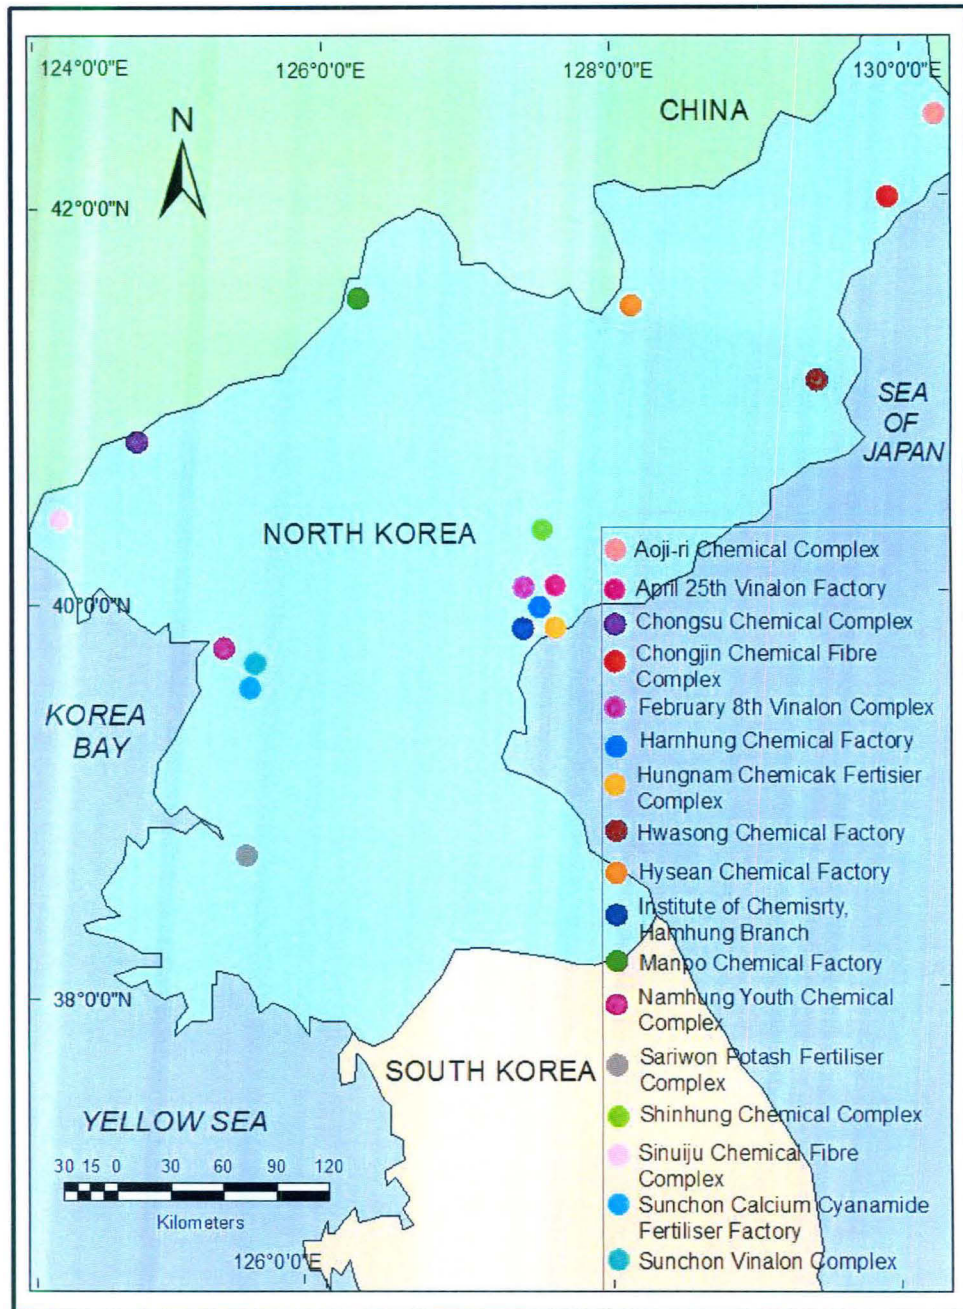 124°0'0"E
126°0'0"E
128°0'0"E
130°0'0"E
CHINA
N
42°0'0"N
SEA
OF
JAPAN
NORTH KOREA
40°0'0"N
KOREA
BAY
38°0'0"N
SOUTH KOREA
YELLOW SEA
30 15 0 30 60 90 120
Kilometers
126°0'0"E
Aoji-ri Chemical Complex
April 25th Vinalon Factory
Chongsu Chemical Complex
Chongjin Chemical Fibre
Complex
February 8th Vinalon Complex
Harnhung Chemical Factory
Hungnam Chemicak Fertisier
Complex
Hwasong Chemical Factory
Hysean Chemical Factory
Institute of Chemisrty,
Hamhung Branch
Manpo Chemical Factory
Namhung Youth Chemical
Complex
Sariwon Potash Fertiliser
Complex
Shinhung Chemical Complex
Sinuiju Chemical Fibre
Complex
Sunchon Calcium Cyanamide
Fertiliser Factory
Sunchon Vinalon Complex